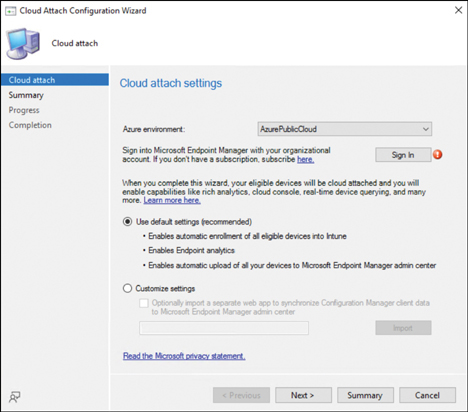 Cloud Attach Configuration Wizard
Cloud attach
Cloud attach
Summary
Progress
Completion
Cloud attach settings
Azure environment:
AzurePublicCloud
Sign into Microsoft Endpoint Manager with your organizational
account. If you don't have a subscription, subscribe here.
Sign In
When you complete this wizard, your eligible devices will be cloud attached and you will
enable capabilities like rich analytics, cloud console, real-time device querying, and many
more. Learn more here.
Use default settings (recommended)
• Enables automatic enrollment of all eligible devices into Intune
• Enables Endpoint analytics
• Enables automatic upload of all your devices to Microsoft Endpoint Manager admin center
Customize settings
Optionally import a separate web app to synchronize Configuration Manager client data
to Microsoft Endpoint Manager admin center
Import
Read the Microsoft privacy statement.
< Previous
Next >
Summary
Cancel